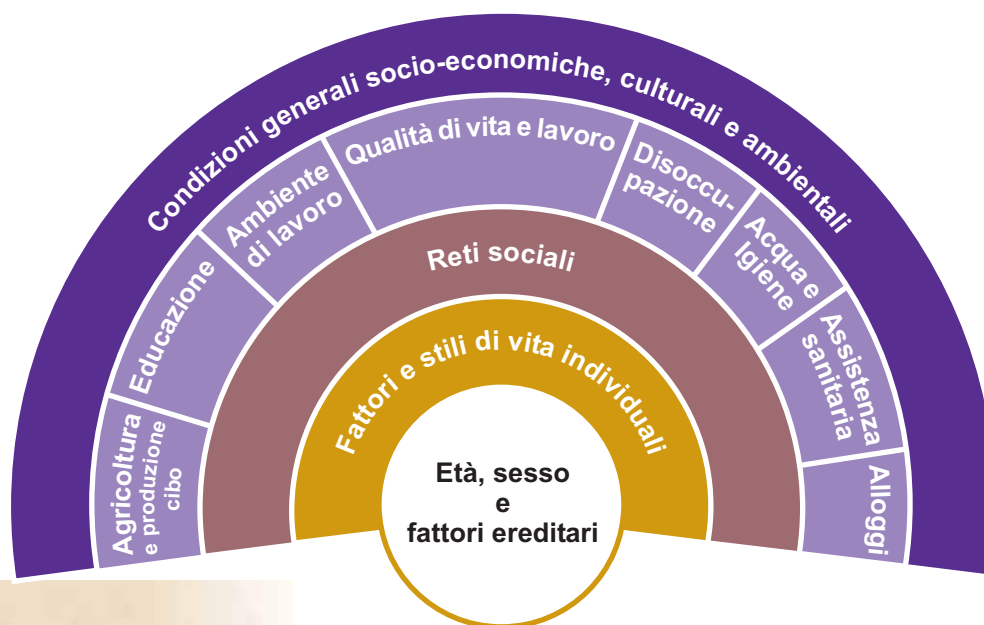 Condizioni generali socio-economiche, culturali e ambientali
Agricoltura
e produzione
cibo
Educazione
Ambiente
di lavoro
Qualità di vita e lavoro
Disoccu-
pazione
Acqua e
Igiene
Assistenza
sanitaria
Alloggi
Reti sociali
Fattori e stili di vita individuali
Età, sesso
e
fattori ereditari